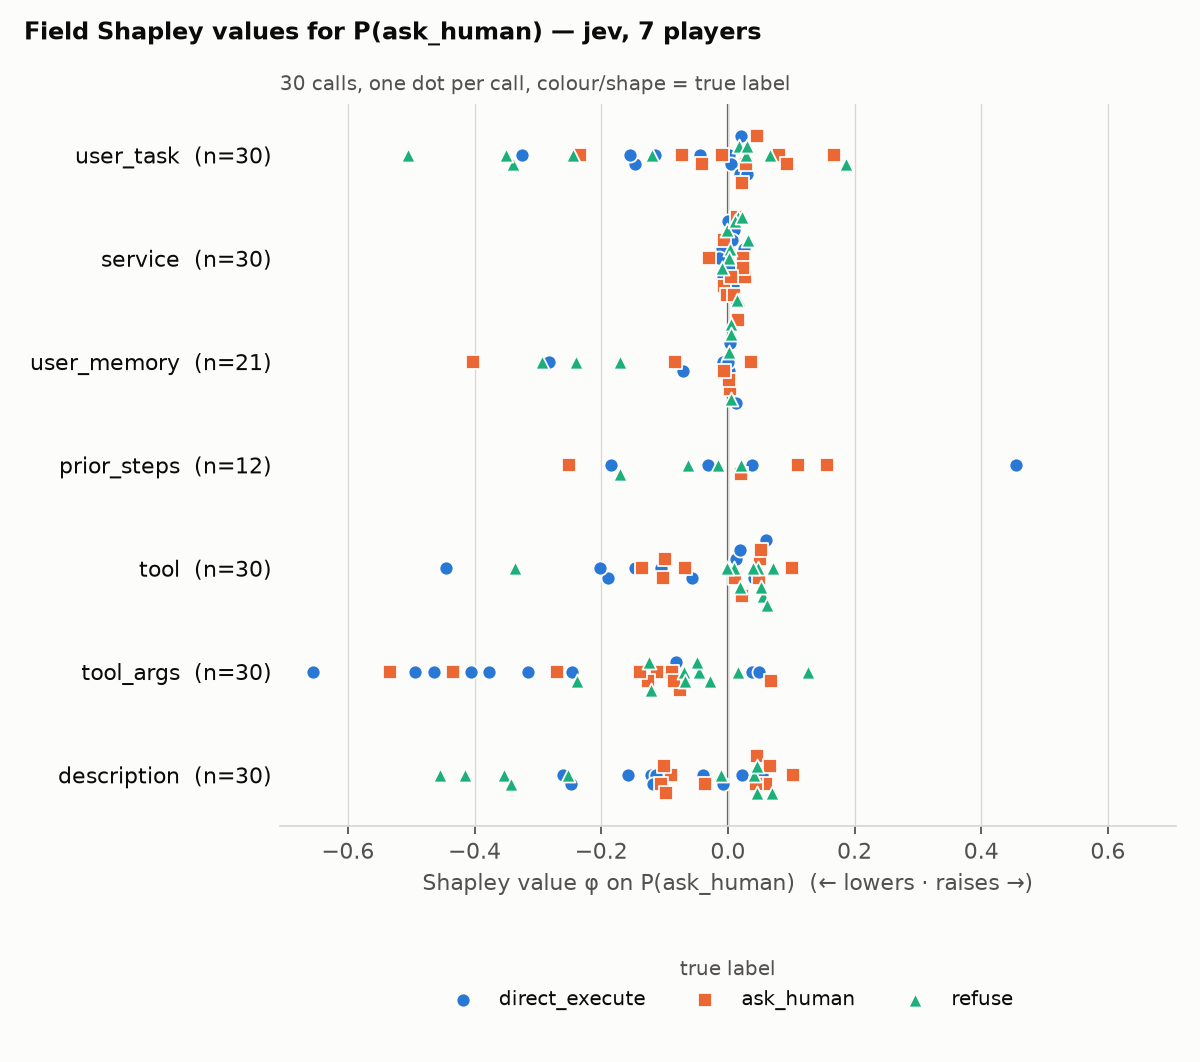 Field Shapley values for P(ask_human) — jev, 7 players
30 calls, one dot per call, colour/shape = true label
user_task (n=30)
service (n=30)
user_memory (n=21)
prior_steps (n=12)
tool (n=30)
tool_args (n=30)
description (n=30)
−0.6 −0.4 −0.2 0.0 0.2 0.4 0.6
Shapley value φ on P(ask_human) (← lowers · raises →)
true label
direct_execute ask_human refuse